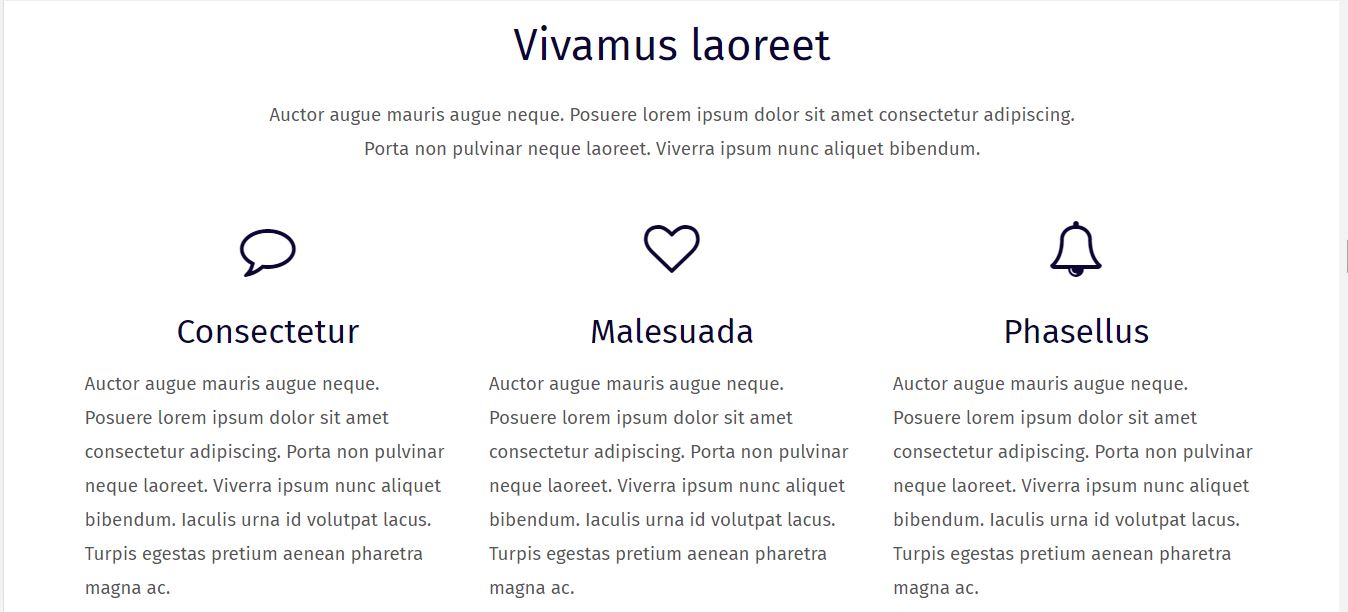 Vivamus laoreet
Auctor augue mauris augue neque. Posuere lorem ipsum dolor sit amet consectetur adipiscing.
Porta non pulvinar neque laoreet. Viverra ipsum nunc aliquet bibendum.
Consectetur
Auctor augue mauris augue neque.
Posuere lorem ipsum dolor sit amet
consectetur adipiscing. Porta non pulvinar
neque laoreet. Viverra ipsum nunc aliquet
bibendum. Iaculis urna id volutpat lacus.
Turpis egestas pretium aenean pharetra
magna ac.
Malesuada
Auctor augue mauris augue neque.
Posuere lorem ipsum dolor sit amet
consectetur adipiscing. Porta non pulvinar
neque laoreet. Viverra ipsum nunc aliquet
bibendum. Iaculis urna id volutpat lacus.
Turpis egestas pretium aenean pharetra
magna ac.
Phasellus
Auctor augue mauris augue neque.
Posuere lorem ipsum dolor sit amet
consectetur adipiscing. Porta non pulvinar
neque laoreet. Viverra ipsum nunc aliquet
bibendum. Iaculis urna id volutpat lacus.
Turpis egestas pretium aenean pharetra
magna ac.